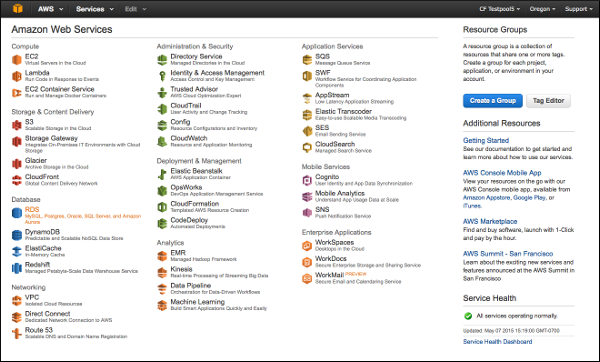 AWS Services Edit CF Testpool5 Oregon Support
Amazon Web Services
Compute
EC2
Virtual Servers in the Cloud
Lambda
Run Code in Response to Events
EC2 Container Service
Run and Manage Docker Containers
Storage & Content Delivery
S3
Scalable Storage in the Cloud
Storage Gateway
Integrates On-Premises IT Environments with Cloud
Storage
Glacier
Archive Storage in the Cloud
CloudFront
Global Content Delivery Network
Database
RDS
MySQL, Postgres, Oracle, SQL Server, and Amazon
Aurora
DynamoDB
Predictable and Scalable NoSQL Data Store
ElastiCache
In-Memory Cache
Redshift
Managed Petabyte-Scale Data Warehouse Service
Networking
VPC
Isolated Cloud Resources
Direct Connect
Dedicated Network Connection to AWS
Route 53
Scalable DNS and Domain Name Registration
Administration & Security
Directory Service
Managed Directories in the Cloud
Identity & Access Management
Access Control and Key Management
Trusted Advisor
AWS Cloud Optimization Expert
CloudTrail
User Activity and Change Tracking
Config
Resource Configurations and Inventory
CloudWatch
Resource and Application Monitoring
Deployment & Management
Elastic Beanstalk
AWS Application Container
OpsWorks
DevOps Application Management Service
CloudFormation
Templated AWS Resource Creation
CodeDeploy
Automated Deployments
Analytics
EMR
Managed Hadoop Framework
Kinesis
Real-time Processing of Streaming Big Data
Data Pipeline
Orchestration for Data-Driven Workflows
Machine Learning
Build Smart Applications Quickly and Easily
Application Services
SQS
Message Queue Service
SWF
Workflow Service for Coordinating Application
Components
AppStream
Low Latency Application Streaming
Elastic Transcoder
Easy-to-use Scalable Media Transcoding
SES
Email Sending Service
CloudSearch
Managed Search Service
Mobile Services
Cognito
User Identity and App Data Synchronization
Mobile Analytics
Understand App Usage Data at Scale
SNS
Push Notification Service
Enterprise Applications
WorkSpaces
Desktops in the Cloud
WorkDocs
Secure Enterprise Storage and Sharing Service
WorkMail PREVIEW
Secure Email and Calendaring Service
Resource Groups
A resource group is a collection of
resources that share one or more tags.
Create a group for each project,
application, or environment in your
account.
Create a Group Tag Editor
Additional Resources
Getting Started
See our documentation to get started and
learn more about how to use our services.
AWS Console Mobile App
View your resources on the go with our
AWS Console mobile app, available from
Amazon Appstore, Google Play, or
iTunes.
AWS Marketplace
Find and buy software, launch with 1-Click
and pay by the hour.
AWS Summit - San Francisco
Learn about the exciting new services and
features announced at the AWS Summit in
San Francisco.
Service Health
All services operating normally.
Updated: May 07 2015 15:19:00 GMT-0700
Service Health Dashboard